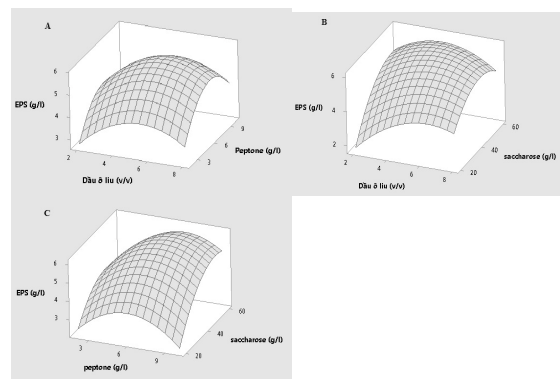 A
6
5
EPS (g/l)
4
3
2
4
6
8
Dầu ô liu (v/v)
3
6
9
Peptone (g/l)
B
6
EPS (g/l)
4
2
2
4
6
8
Dầu ô liu (v/v)
20
40
60
saccharose (g/l)
C
6
5
EPS (g/l)
4
3
3
6
9
peptone (g/l)
20
40
60
saccharose (g/l)